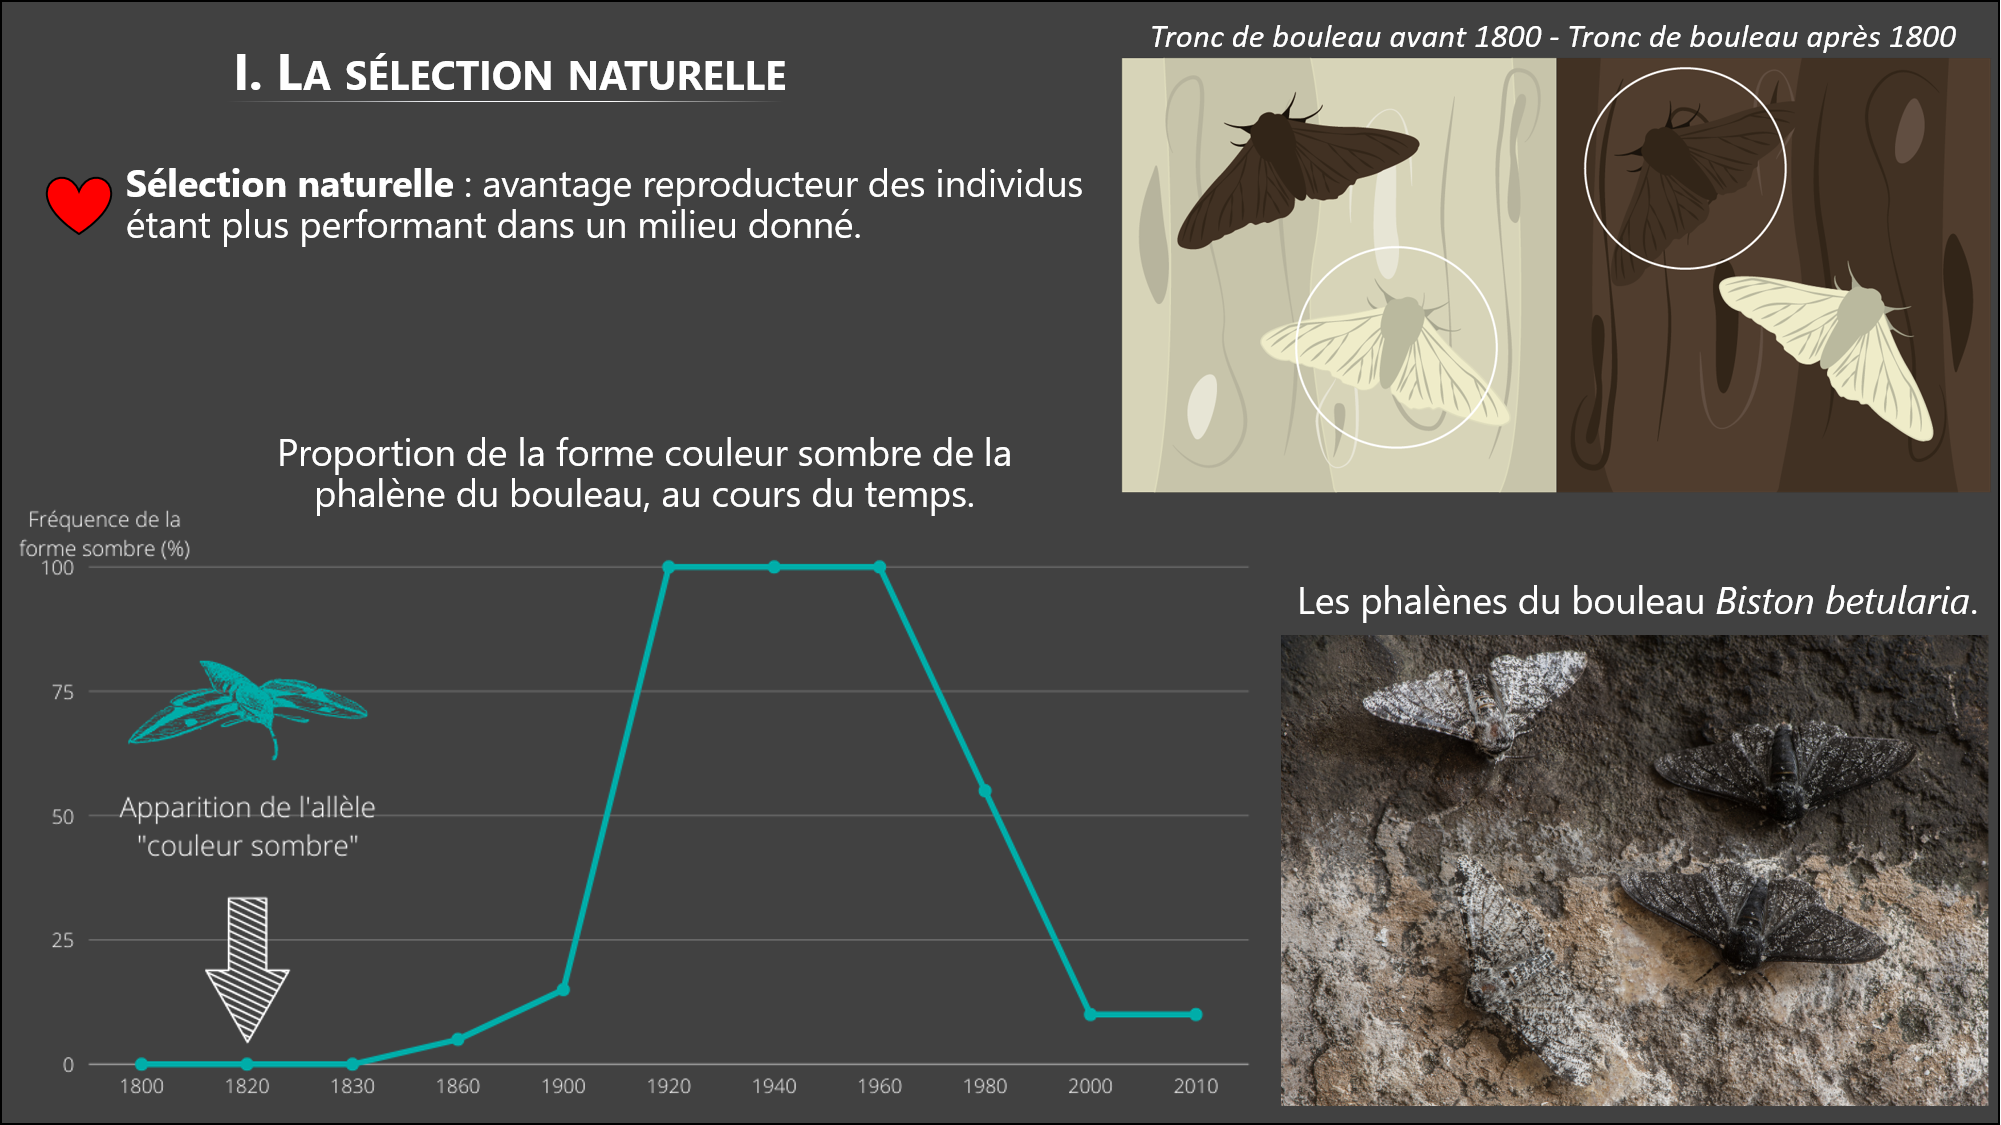 I. LA SÉLECTION NATURELLE
Sélection naturelle : avantage reproducteur des individus
étant plus performant dans un milieu donné.
Tronc de bouleau avant 1800 - Tronc de bouleau après 1800
Proportion de la forme couleur sombre de la
phalène du bouleau, au cours du temps.
Fréquence de la
forme sombre (%)
100
75
50
25
0
Apparition de l'allèle
"couleur sombre"
1800 1820 1830 1860 1900 1920 1940 1960 1980 2000 2010
Les phalènes du bouleau Biston betularia.